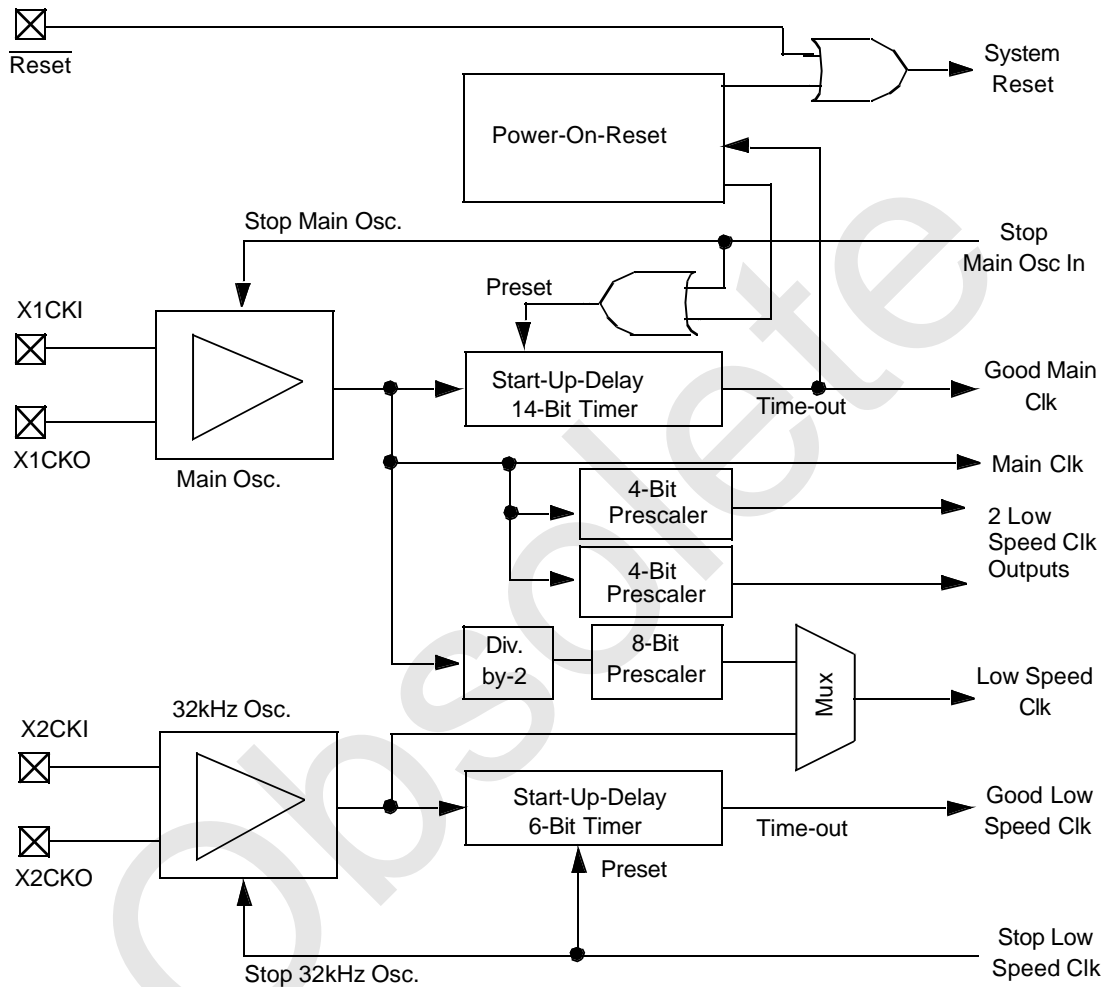 Reset
System
Reset
Power-On-Reset
Stop Main Osc.
Stop
Main Osc In
Preset
X1CKI
X1CKO
Main Osc.
Start-Up-Delay
14-Bit Timer
Time-out
Good Main
Clk
Main Clk
4-Bit
Prescaler
2 Low
Speed Clk
Outputs
4-Bit
Prescaler
Div.
by-2
8-Bit
Prescaler
Mux
Low Speed
Clk
32kHz Osc.
X2CKI
X2CKO
Start-Up-Delay
6-Bit Timer
Time-out
Good Low
Speed Clk
Preset
Stop 32kHz Osc.
Stop Low
Speed Clk
Obsolete